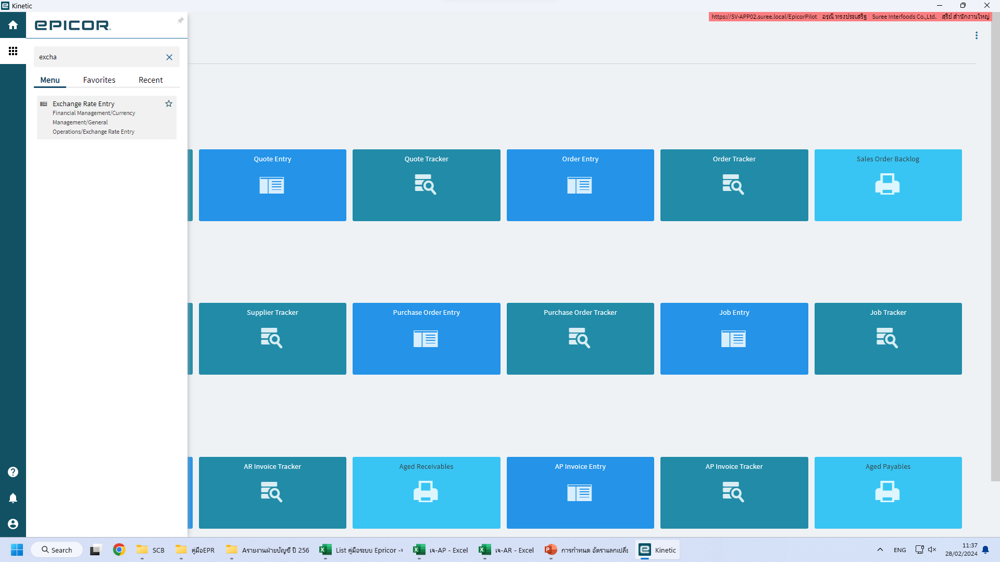 Kinetic
https://SV-APP02.suree.local/EpicorPilot อรุณี ทรงประเสริฐ Suree Interfoods Co.,Ltd. สุรีย์ สำนักงานใหญ่
EPICOR
excha
Menu Favorites Recent
Exchange Rate Entry
Financial Management/Currency
Management/General
Operations/Exchange Rate Entry
Quote Entry Quote Tracker Order Entry Order Tracker Sales Order Backlog
Supplier Tracker Purchase Order Entry Purchase Order Tracker Job Entry Job Tracker
AR Invoice Tracker Aged Receivables AP Invoice Entry AP Invoice Tracker Aged Payables
Search SCB คู่มือEPR Aรายงานฝ่ายบัญชี ปี 256 List คู่มือระบบ Epricor -จ เจ-AP - Excel เจ-AR - Excel การกำหนด อัตราแลกเปลี่ย Kinetic ENG 11:37
28/02/2024